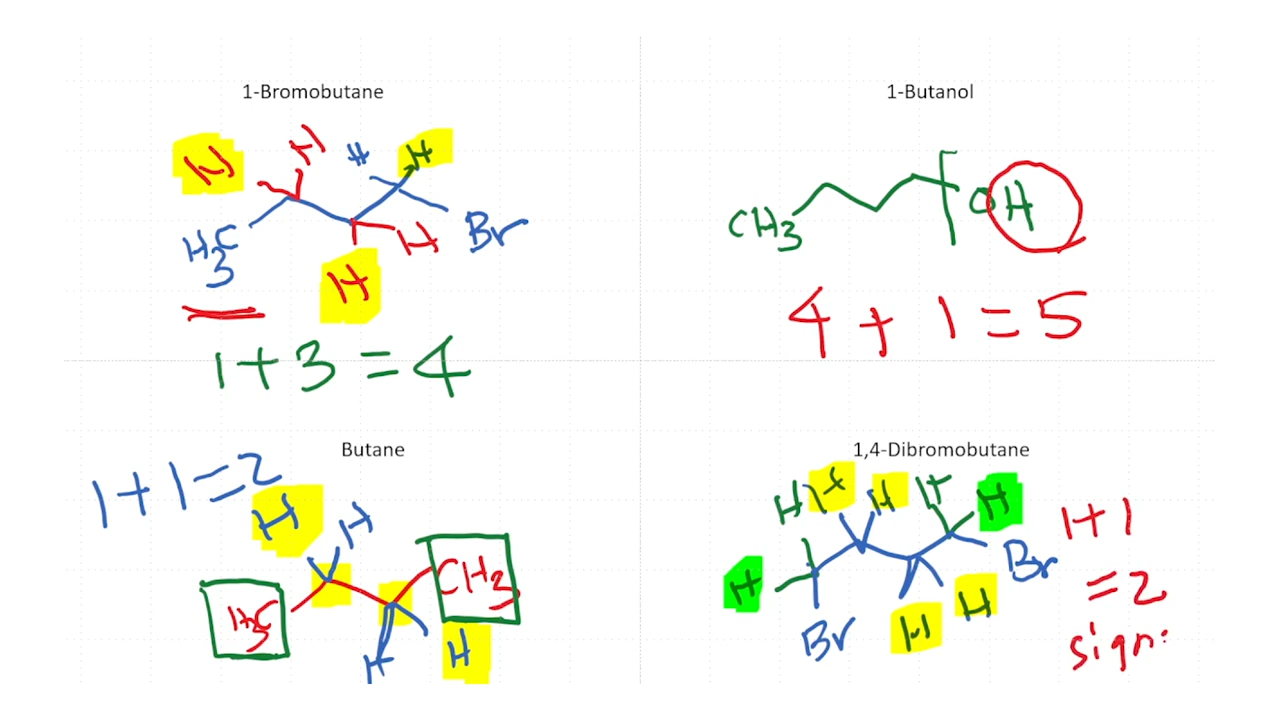 1-Bromobutane
H H H H
H3C Br
H
H
1+3=4
1-Butanol
CH3 OH
4+1=5
Butane
1+1=2
H H
H3C CH3
H H
1,4-Dibromobutane
H H H H H
H Br
Br H H
1+1
=2
sign: